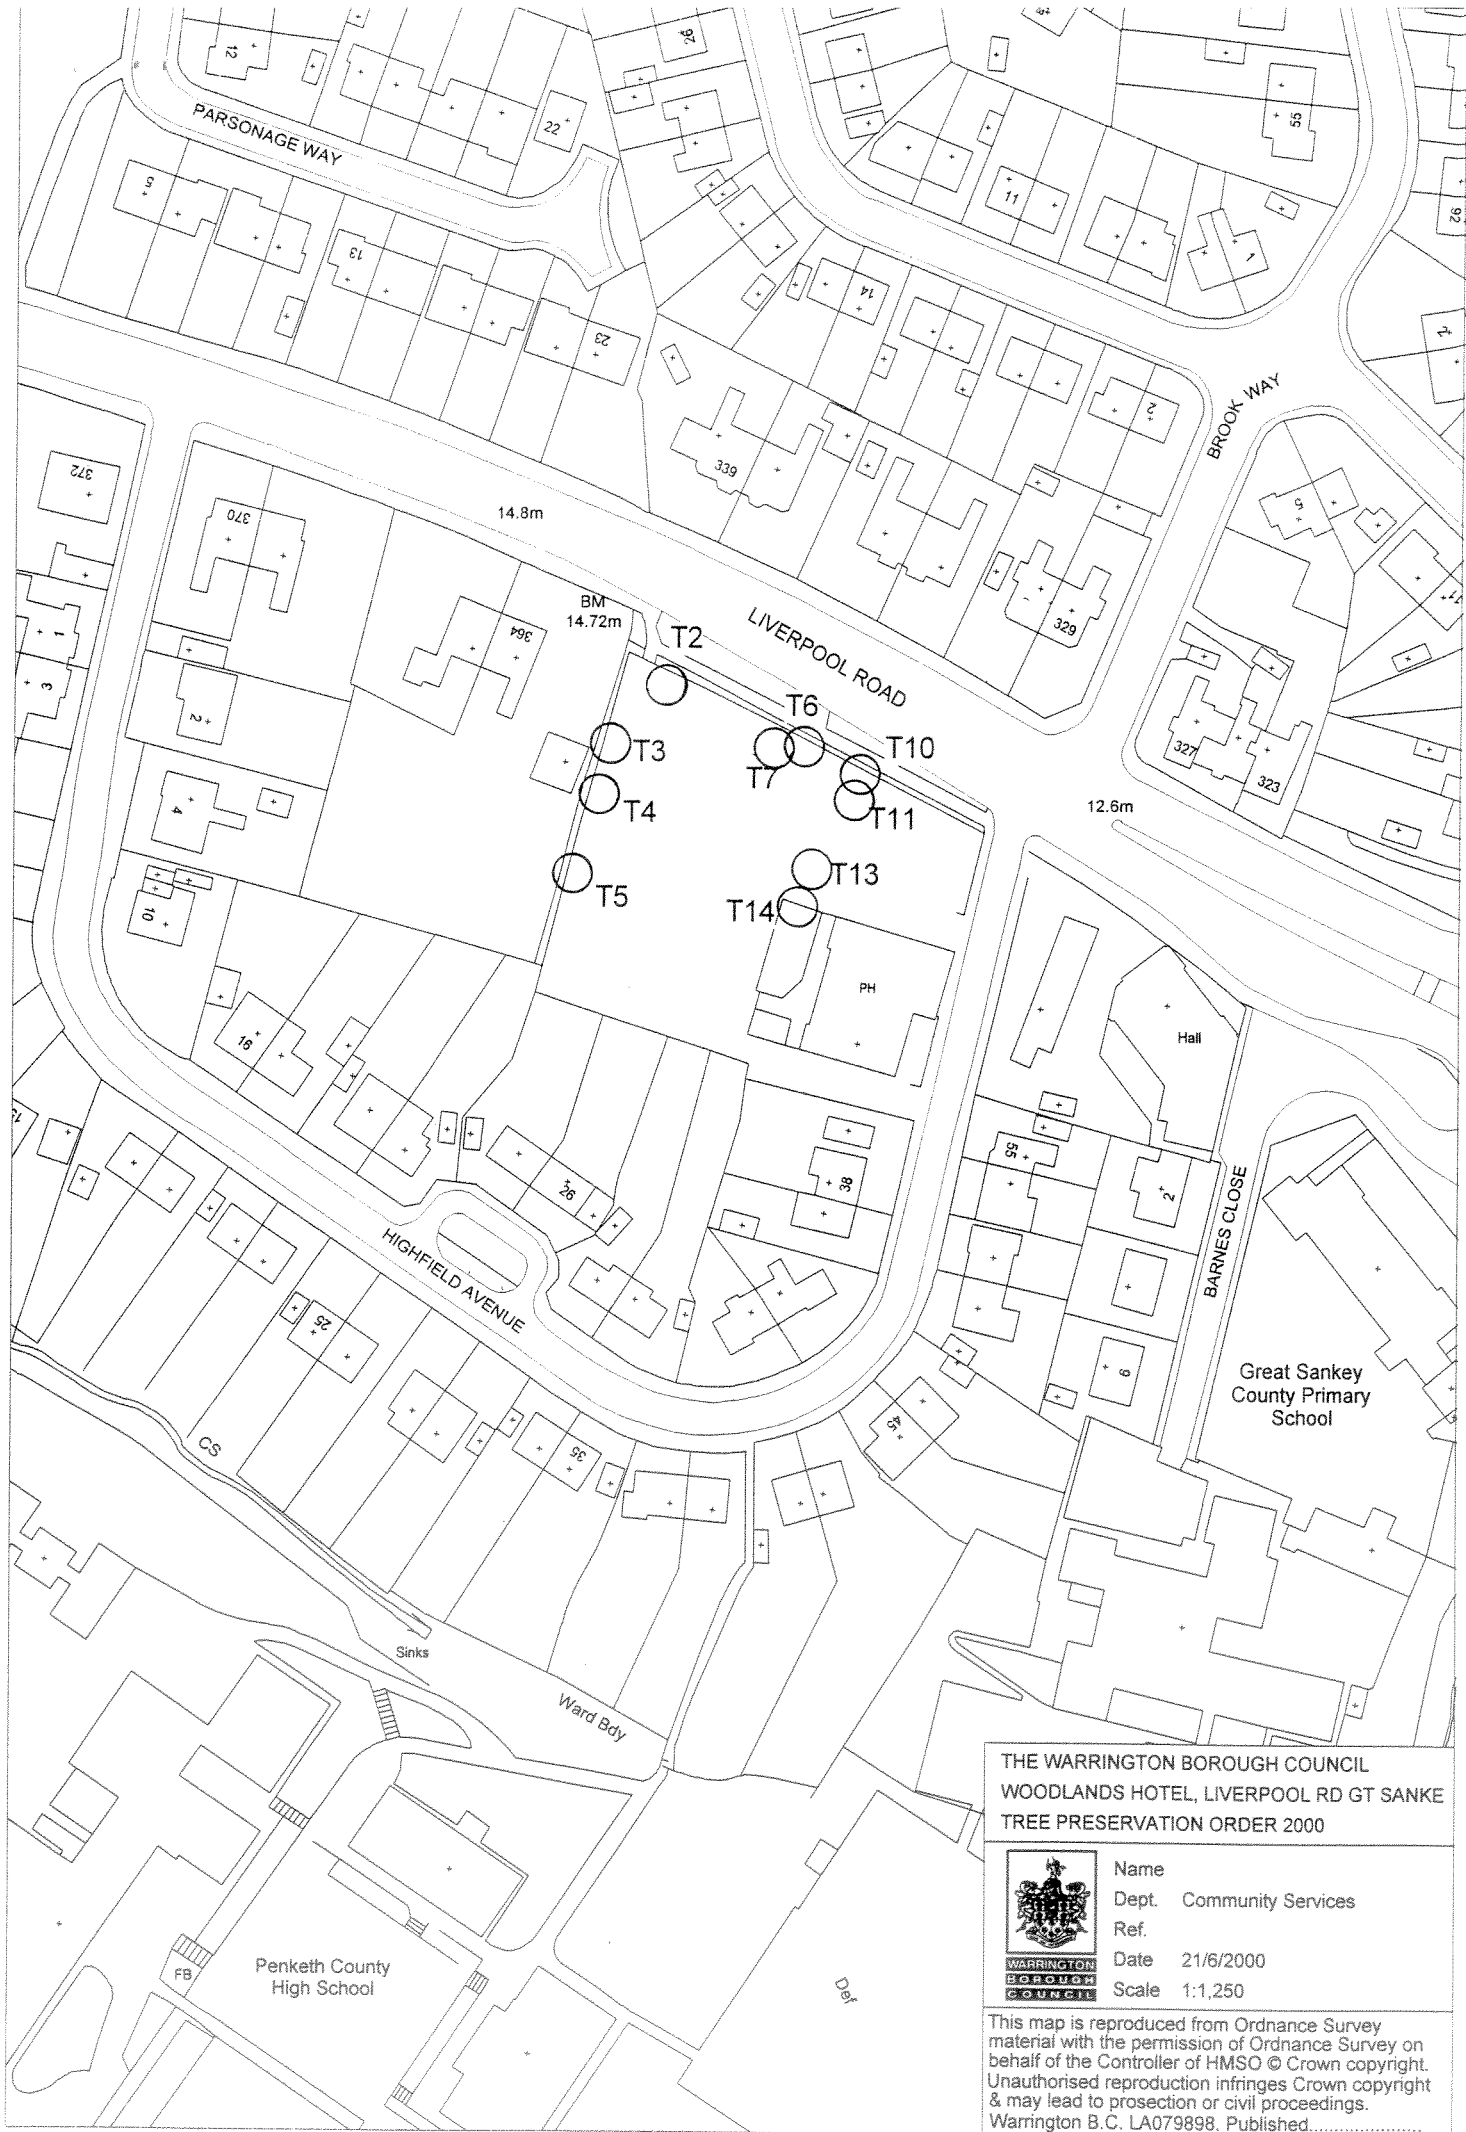 12
26
22
PARSONAGE WAY
55
5
11
92
1
13
14
23
2
2
BROOK WAY
339
372
370
14.8m
5
11
BM
14.72m
364
329
1
T2
LIVERPOOL ROAD
3
2
T6
T10
327
T3
T7
323
4
T4
T11
12.6m
T13
T5
T14
10
PH
Hall
16
55
26
38
2
BARNES CLOSE
HIGHFIELD AVENUE
25
6
Great Sankey
County Primary
School
45
35
CS
Sinks
Ward Bdy
THE WARRINGTON BOROUGH COUNCIL
WOODLANDS HOTEL, LIVERPOOL RD GT SANKE
TREE PRESERVATION ORDER 2000
Name
Dept. Community Services
Ref.
Date 21/6/2000
Scale 1:1,250
WARRINGTON
BOROUGH
COUNCIL
FB
Penketh County
High School
Def
This map is reproduced from Ordnance Survey
material with the permission of Ordnance Survey on
behalf of the Controller of HMSO © Crown copyright.
Unauthorised reproduction infringes Crown copyright
& may lead to prosection or civil proceedings.
Warrington B.C. LA079898. Published......................